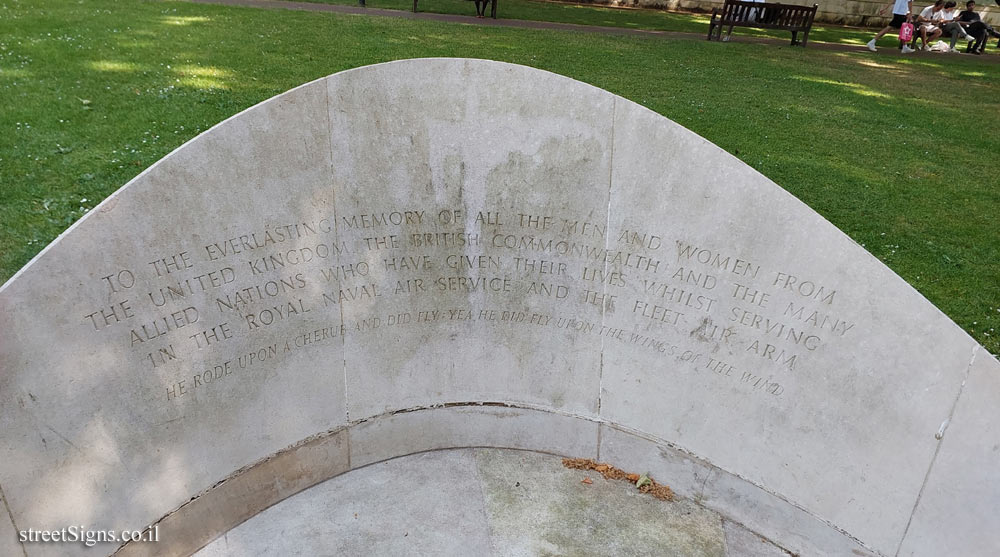 TO THE EVERLASTING MEMORY OF ALL THE MEN AND WOMEN FROM
THE UNITED KINGDOM THE BRITISH COMMONWEALTH AND THE MANY
ALLIED NATIONS WHO HAVE GIVEN THEIR LIVES WHILST SERVING
IN THE ROYAL NAVAL AIR SERVICE AND THE FLEET AIR ARM
HE RODE UPON A CHERUB AND DID FLY: YEA HE DID FLY UPON THE WINGS OF THE WIND
streetSigns.co.il